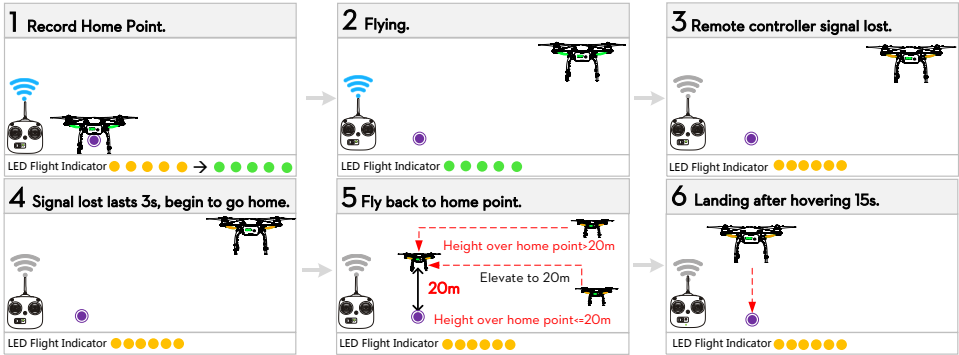 1 Record Home Point.
LED Flight Indicator
2 Flying.
LED Flight Indicator
3 Remote controller signal lost.
LED Flight Indicator
4 Signal lost lasts 3s, begin to go home.
LED Flight Indicator
5 Fly back to home point.
Height over home point>20m
Elevate to 20m
20m
Height over home point<=20m
LED Flight Indicator
6 Landing after hovering 15s.
LED Flight Indicator